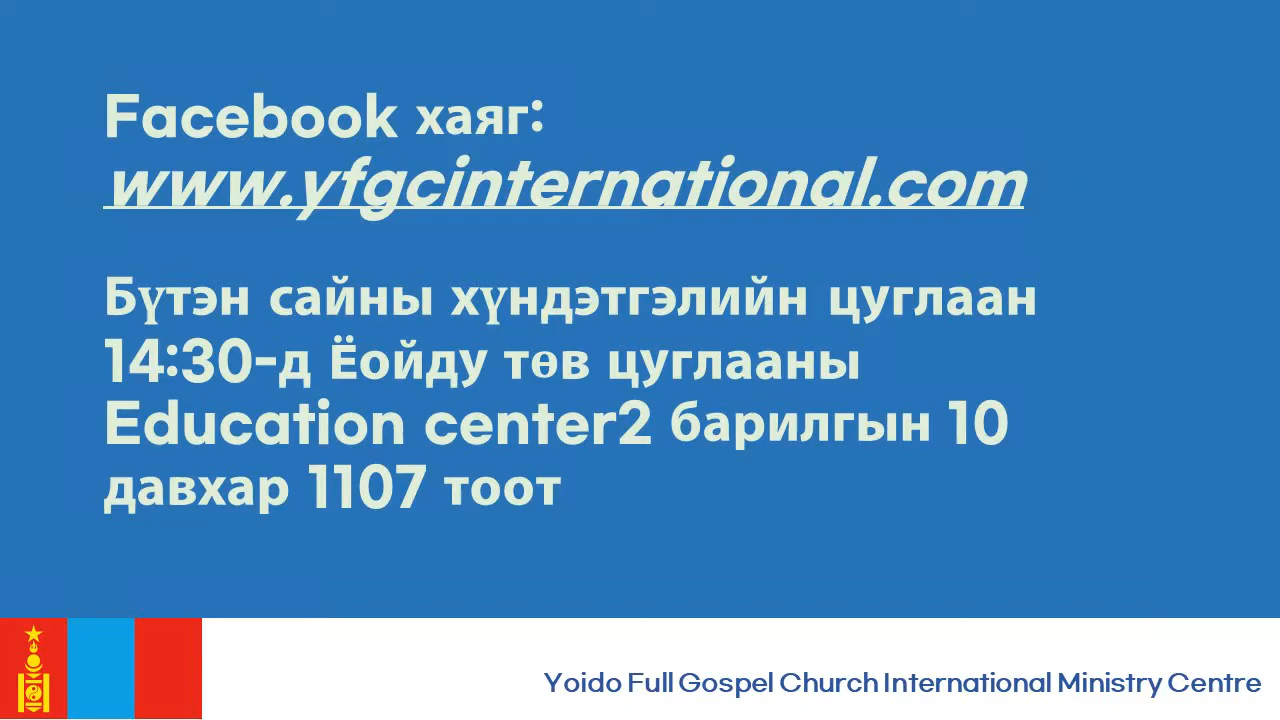 Facebook хаяг:
www.yfgcinternational.com
Бүтэн сайны хүндэтгэлийн цуглаан
14:30-д Ёойду төв цуглааны
Education center2 барилгын 10
давхар 1107 тоот
Yoido Full Gospel Church International Ministry Centre